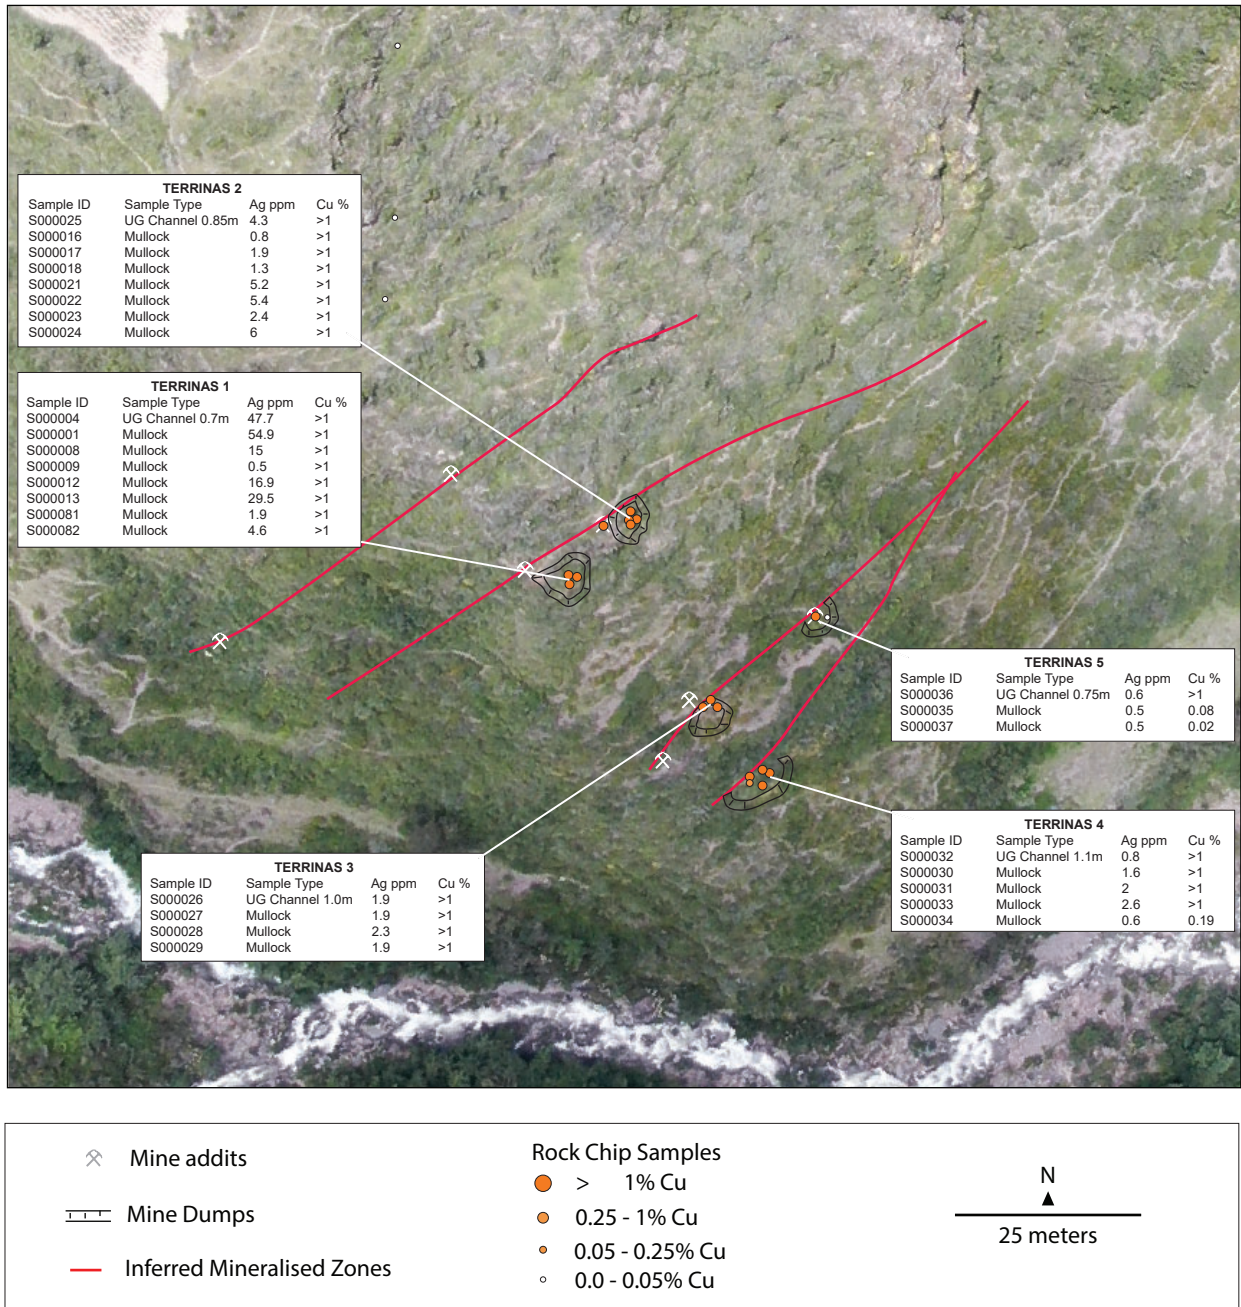 TERRINAS 2
Sample ID Sample Type Ag ppm Cu %
S000025 UG Channel 0.85m 4.3 >1
S000016 Mullock 0.8 >1
S000017 Mullock 1.9 >1
S000018 Mullock 1.3 >1
S000021 Mullock 5.2 >1
S000022 Mullock 5.4 >1
S000023 Mullock 2.4 >1
S000024 Mullock 6 >1
TERRINAS 1
Sample ID Sample Type Ag ppm Cu %
S000004 UG Channel 0.7m 47.7 >1
S000001 Mullock 54.9 >1
S000008 Mullock 15 >1
S000009 Mullock 0.5 >1
S000012 Mullock 16.9 >1
S000013 Mullock 29.5 >1
S000081 Mullock 1.9 >1
S000082 Mullock 4.6 >1
TERRINAS 5
Sample ID Sample Type Ag ppm Cu %
S000036 UG Channel 0.75m 0.6 >1
S000035 Mullock 0.5 0.08
S000037 Mullock 0.5 0.02
TERRINAS 4
Sample ID Sample Type Ag ppm Cu %
S000032 UG Channel 1.1m 0.8 >1
S000030 Mullock 1.6 >1
S000031 Mullock 2 >1
S000033 Mullock 2.6 >1
S000034 Mullock 0.6 0.19
TERRINAS 3
Sample ID Sample Type Ag ppm Cu %
S000026 UG Channel 1.0m 1.9 >1
S000027 Mullock 1.9 >1
S000028 Mullock 2.3 >1
S000029 Mullock 1.9 >1
Mine addits
Mine Dumps
Inferred Mineralised Zones
Rock Chip Samples
> 1% Cu
0.25 - 1% Cu
0.05 - 0.25% Cu
0.0 - 0.05% Cu
N
25 meters